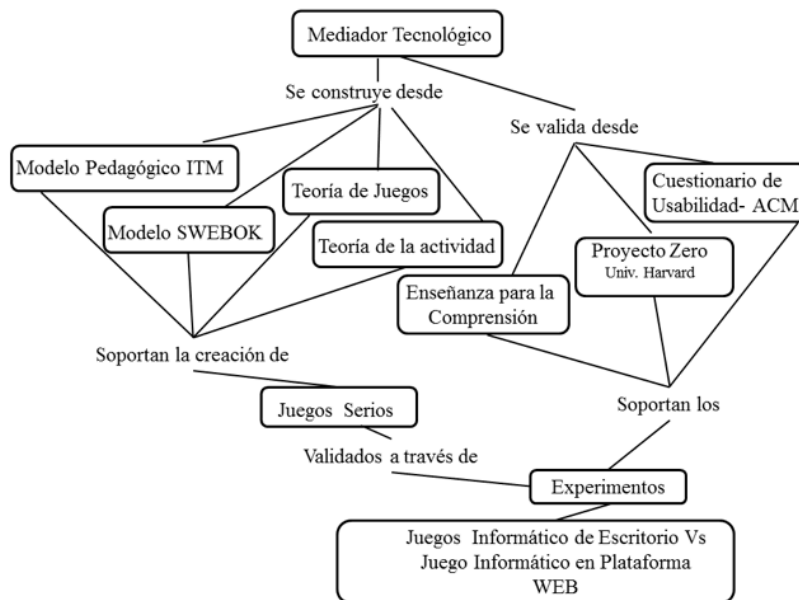 Mediador Tecnológico
Se construye desde
Se valida desde
Modelo Pedagógico ITM
Teoría de Juegos
Cuestionario de
Usabilidad- ACM
Modelo SWEBOK
Teoría de la actividad
Proyecto Zero
Univ. Harvard
Enseñanza para la
Comprensión
Soportan la creación de
Juegos Serios
Soportan los
Validados a través de
Experimentos
Juegos Informático de Escritorio Vs
Juego Informático en Plataforma
WEB